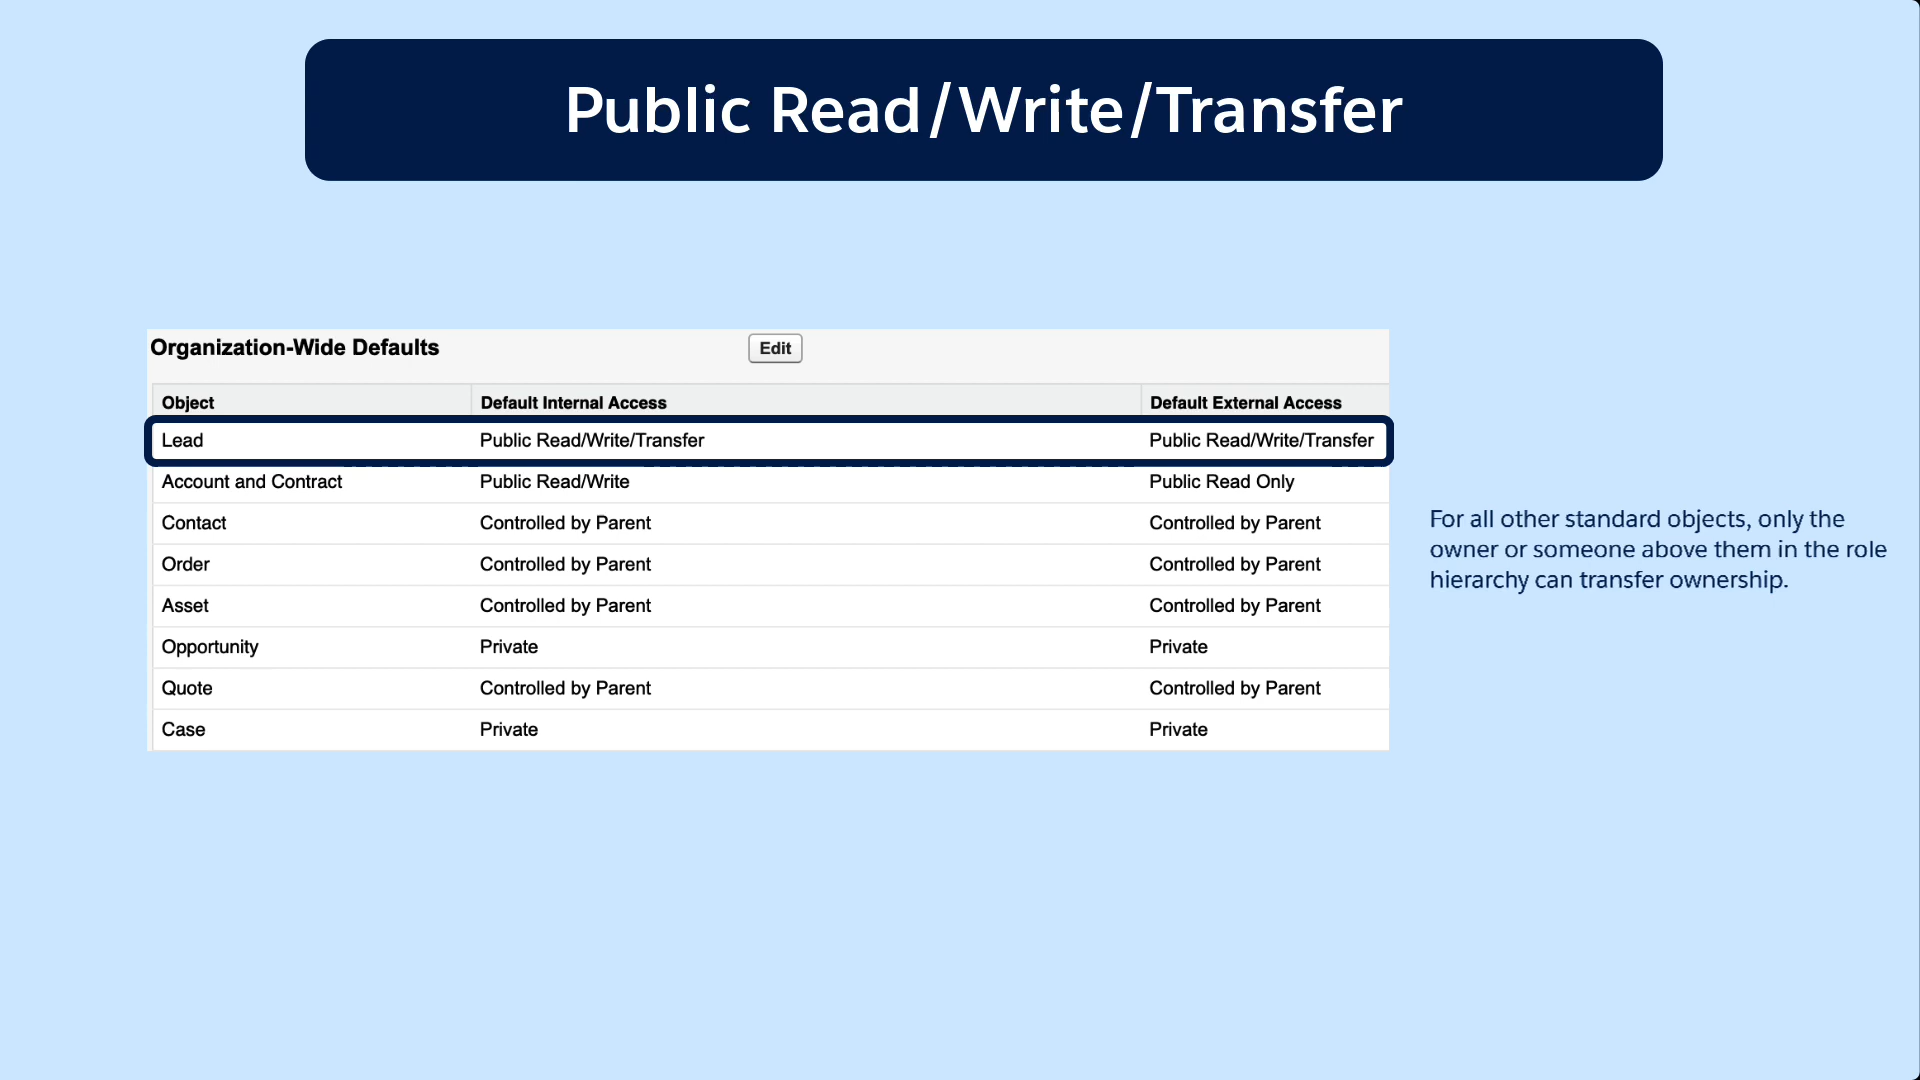 Public Read/Write/Transfer
Organization-Wide Defaults Edit
Object Default Internal Access Default External Access
Lead Public Read/Write/Transfer Public Read/Write/Transfer
Account and Contract Public Read/Write Public Read Only
Contact Controlled by Parent Controlled by Parent
Order Controlled by Parent Controlled by Parent
Asset Controlled by Parent Controlled by Parent
Opportunity Private Private
Quote Controlled by Parent Controlled by Parent
Case Private Private
For all other standard objects, only the
owner or someone above them in the role
hierarchy can transfer ownership.